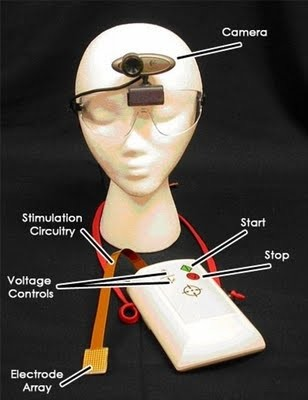 Camera
Stimulation
Circuitry
Start
Stop
Voltage
Controls
Electrode
Array